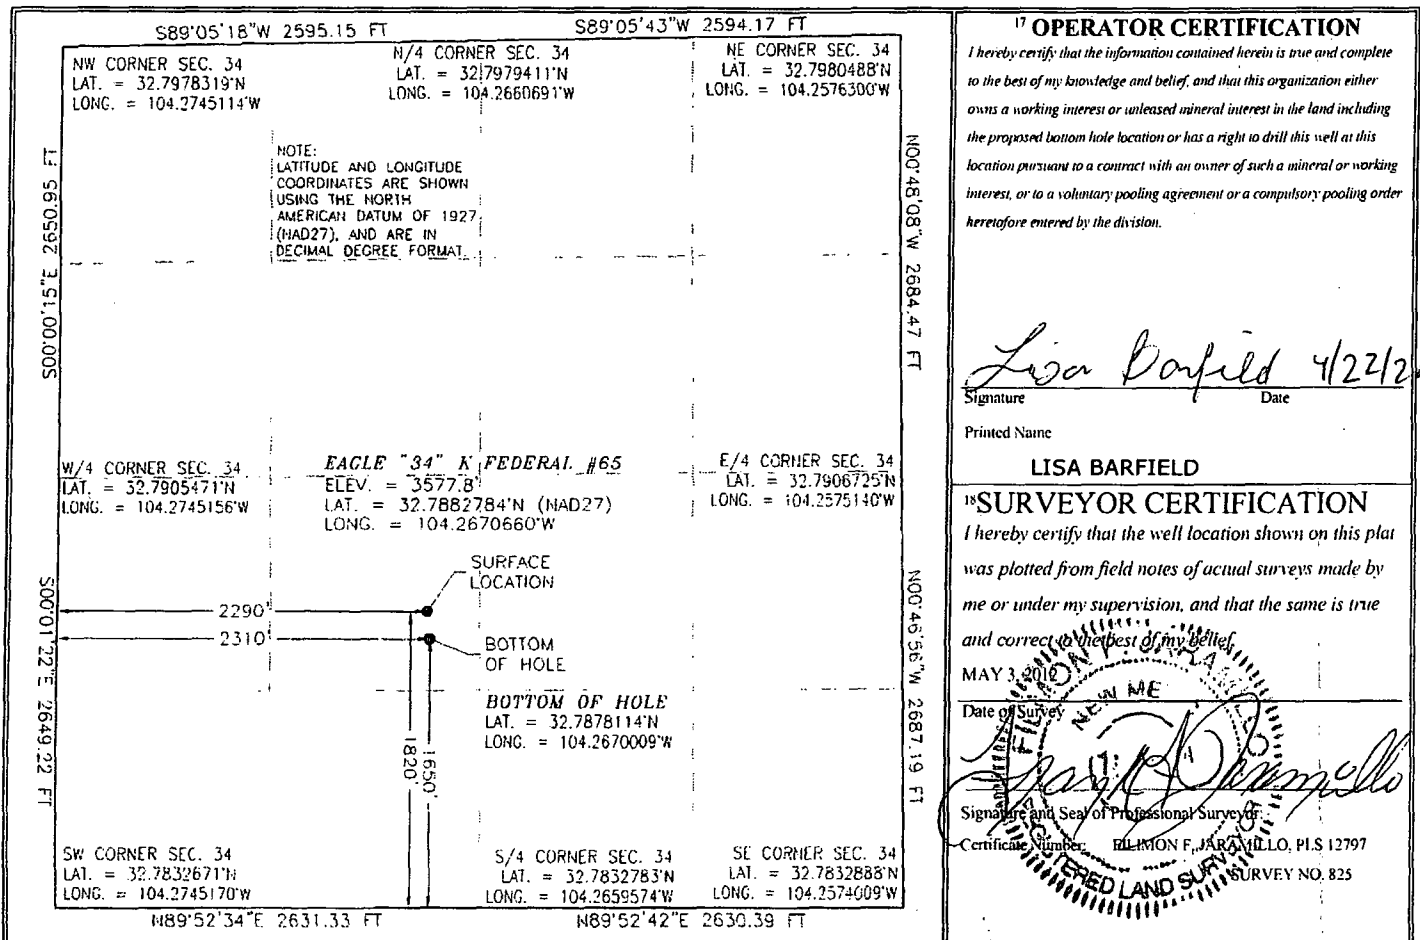 S89°05'18"W 2595.15 FT
S89°05'43"W 2594.17 FT
NW CORNER SEC. 34
LAT. = 32.7978319°N
LONG. = 104.2745114°W
N/4 CORNER SEC. 34
LAT. = 32.7979411°N
LONG. = 104.2660691°W
NE CORNER SEC. 34
LAT. = 32.7980488°N
LONG. = 104.2576300°W
NOTE:
LATITUDE AND LONGITUDE
COORDINATES ARE SHOWN
USING THE NORTH
AMERICAN DATUM OF 1927
(NAD27), AND ARE IN
DECIMAL DEGREE FORMAT.
S00°00'15"E 2650.95 FT
N00°48'08"W 2684.47 FT
W/4 CORNER SEC. 34
LAT. = 32.7905471°N
LONG. = 104.2745156°W
EAGLE "34" K FEDERAL #65
ELEV. = 3577.8'
LAT. = 32.7882784°N (NAD27)
LONG. = 104.2670660°W
E/4 CORNER SEC. 34
LAT. = 32.7906725°N
LONG. = 104.2575140°W
SURFACE
LOCATION
2290'
2310'
BOTTOM
OF HOLE
BOTTOM OF HOLE
LAT. = 32.7878114°N
LONG. = 104.2670009°W
1650'
1820'
S00°01'22"E 2649.22 FT
N00°46'56"W 2687.19 FT
SW CORNER SEC. 34
LAT. = 32.7832671°N
LONG. = 104.2745170°W
S/4 CORNER SEC. 34
LAT. = 32.7832783°N
LONG. = 104.2659574°W
SE CORNER SEC. 34
LAT. = 32.7832888°N
LONG. = 104.2574009°W
N89°52'34"E 2631.33 FT
N89°52'42"E 2630.39 FT
17 OPERATOR CERTIFICATION
I hereby certify that the information contained herein is true and complete
to the best of my knowledge and belief, and that this organization either
owns a working interest or unleased mineral interest in the land including
the proposed bottom hole location or has a right to drill this well at this
location pursuant to a contract with an owner of such a mineral or working
interest, or to a voluntary pooling agreement or a compulsory pooling order
heretofore entered by the division.
Lisa Barfield 4/22/2
Signature Date
Printed Name
LISA BARFIELD
18 SURVEYOR CERTIFICATION
I hereby certify that the well location shown on this plat
was plotted from field notes of actual surveys made by
me or under my supervision, and that the same is true
and correct to the best of my belief.
MAY 3, 2012
Date of Survey
Signature and Seal of Professional Surveyor:
Certificate Number: FILIMON F. JARAMILLO, PLS 12797
SURVEY NO. 825